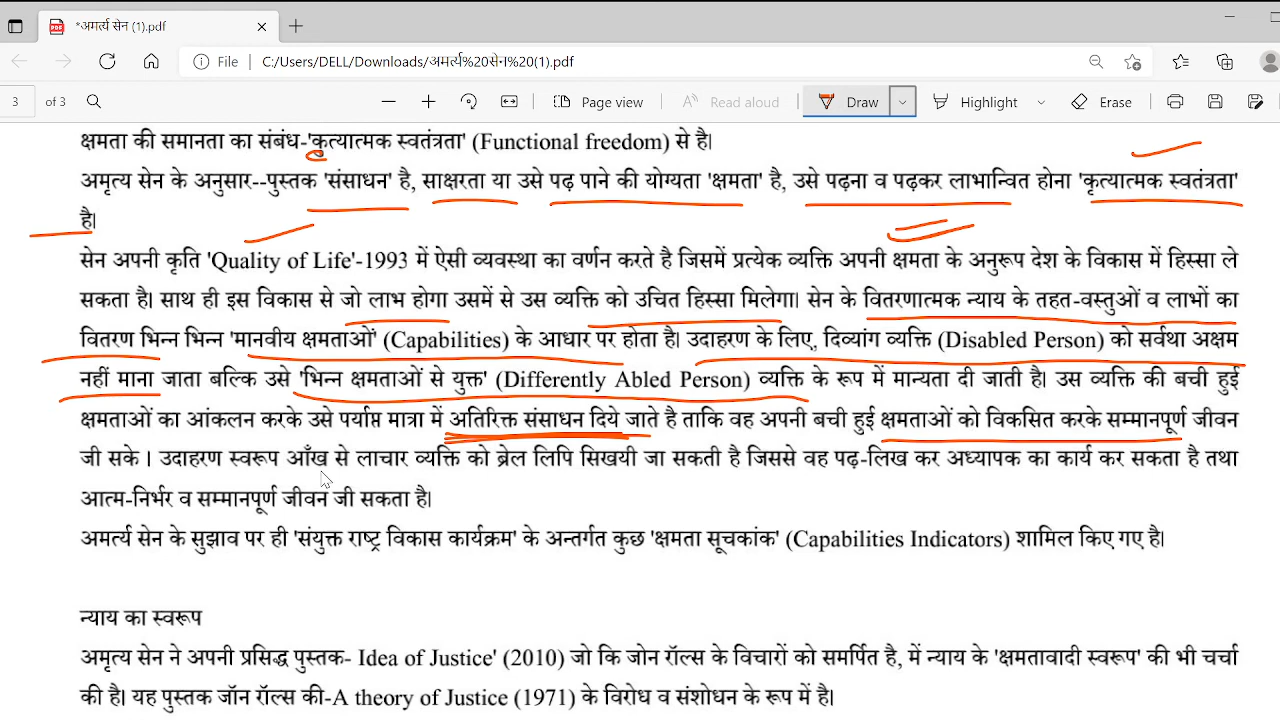 *अमर्त्य सेन (1).pdf
File C:/Users/DELL/Downloads/अमर्त्य%20सेन%20(1).pdf
3 of 3 Page view Read aloud Draw Highlight Erase
क्षमता की समानता का संबंध-'कृत्यात्मक स्वतंत्रता' (Functional freedom) से है।
अमृत्य सेन के अनुसार--पुस्तक 'संसाधन' है, साक्षरता या उसे पढ़ पाने की योग्यता 'क्षमता' है, उसे पढ़ना व पढ़कर लाभान्वित होना 'कृत्यात्मक स्वतंत्रता'
है।
सेन अपनी कृति 'Quality of Life'-1993 में ऐसी व्यवस्था का वर्णन करते है जिसमें प्रत्येक व्यक्ति अपनी क्षमता के अनुरूप देश के विकास में हिस्सा ले
सकता है। साथ ही इस विकास से जो लाभ होगा उसमें से उस व्यक्ति को उचित हिस्सा मिलेगा। सेन के वितरणात्मक न्याय के तहत-वस्तुओं व लाभों का
वितरण भिन्न भिन्न 'मानवीय क्षमताओं' (Capabilities) के आधार पर होता है। उदाहरण के लिए, दिव्यांग व्यक्ति (Disabled Person) को सर्वथा अक्षम
नहीं माना जाता बल्कि उसे 'भिन्न क्षमताओं से युक्त' (Differently Abled Person) व्यक्ति के रूप में मान्यता दी जाती है। उस व्यक्ति की बची हुई
क्षमताओं का आंकलन करके उसे पर्याप्त मात्रा में अतिरिक्त संसाधन दिये जाते है ताकि वह अपनी बची हुई क्षमताओं को विकसित करके सम्मानपूर्ण जीवन
जी सके । उदाहरण स्वरूप आँख से लाचार व्यक्ति को ब्रेल लिपि सिखयी जा सकती है जिससे वह पढ़-लिख कर अध्यापक का कार्य कर सकता है तथा
आत्म-निर्भर व सम्मानपूर्ण जीवन जी सकता है।
अमर्त्य सेन के सुझाव पर ही 'संयुक्त राष्ट्र विकास कार्यक्रम' के अन्तर्गत कुछ 'क्षमता सूचकांक' (Capabilities Indicators) शामिल किए गए है।
न्याय का स्वरूप
अमृत्य सेन ने अपनी प्रसिद्ध पुस्तक- Idea of Justice' (2010) जो कि जोन रॉल्स के विचारों को समर्पित है, में न्याय के 'क्षमतावादी स्वरूप' की भी चर्चा
की है। यह पुस्तक जॉन रॉल्स की-A theory of Justice (1971) के विरोध व संशोधन के रूप में है।